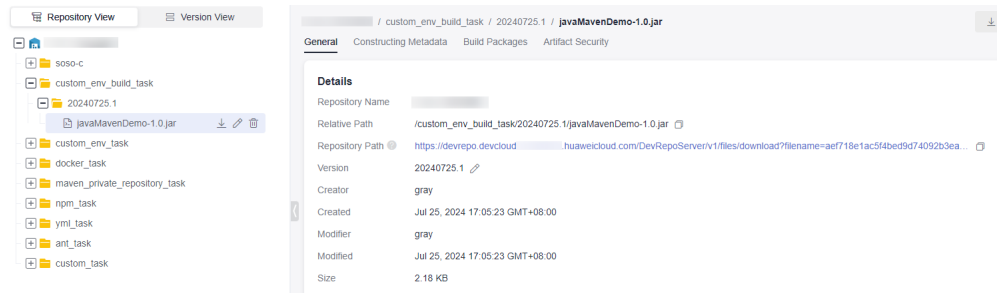 Repository View
Version View
soso-c
custom_env_build_task
20240725.1
javaMavenDemo-1.0.jar
custom_env_task
docker_task
maven_private_repository_task
npm_task
yml_task
ant_task
custom_task
/ custom_env_build_task / 20240725.1 / javaMavenDemo-1.0.jar
General Constructing Metadata Build Packages Artifact Security
Details
Repository Name
Relative Path /custom_env_build_task/20240725.1/javaMavenDemo-1.0.jar
Repository Path https://devrepo.devcloud .huaweicloud.com/DevRepoServer/v1/files/download?filename=aef718e1ac5f4bed9d74092b3ea...
Version 20240725.1
Creator gray
Created Jul 25, 2024 17:05:23 GMT+08:00
Modifier gray
Modified Jul 25, 2024 17:05:23 GMT+08:00
Size 2.18 KB